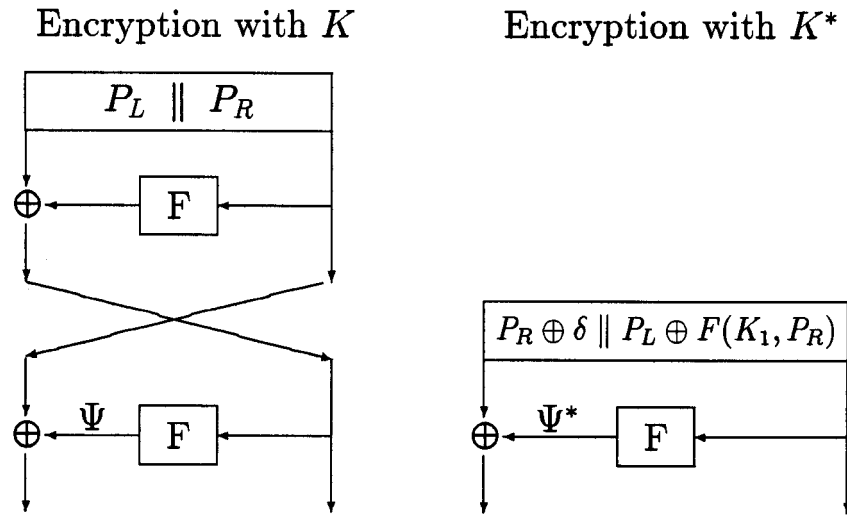 Encryption with K
Encryption with K*
P_L ∥ P_R
⊕ F
P_R ⊕ δ ∥ P_L ⊕ F(K_1, P_R)
⊕ Ψ F
⊕ Ψ* F